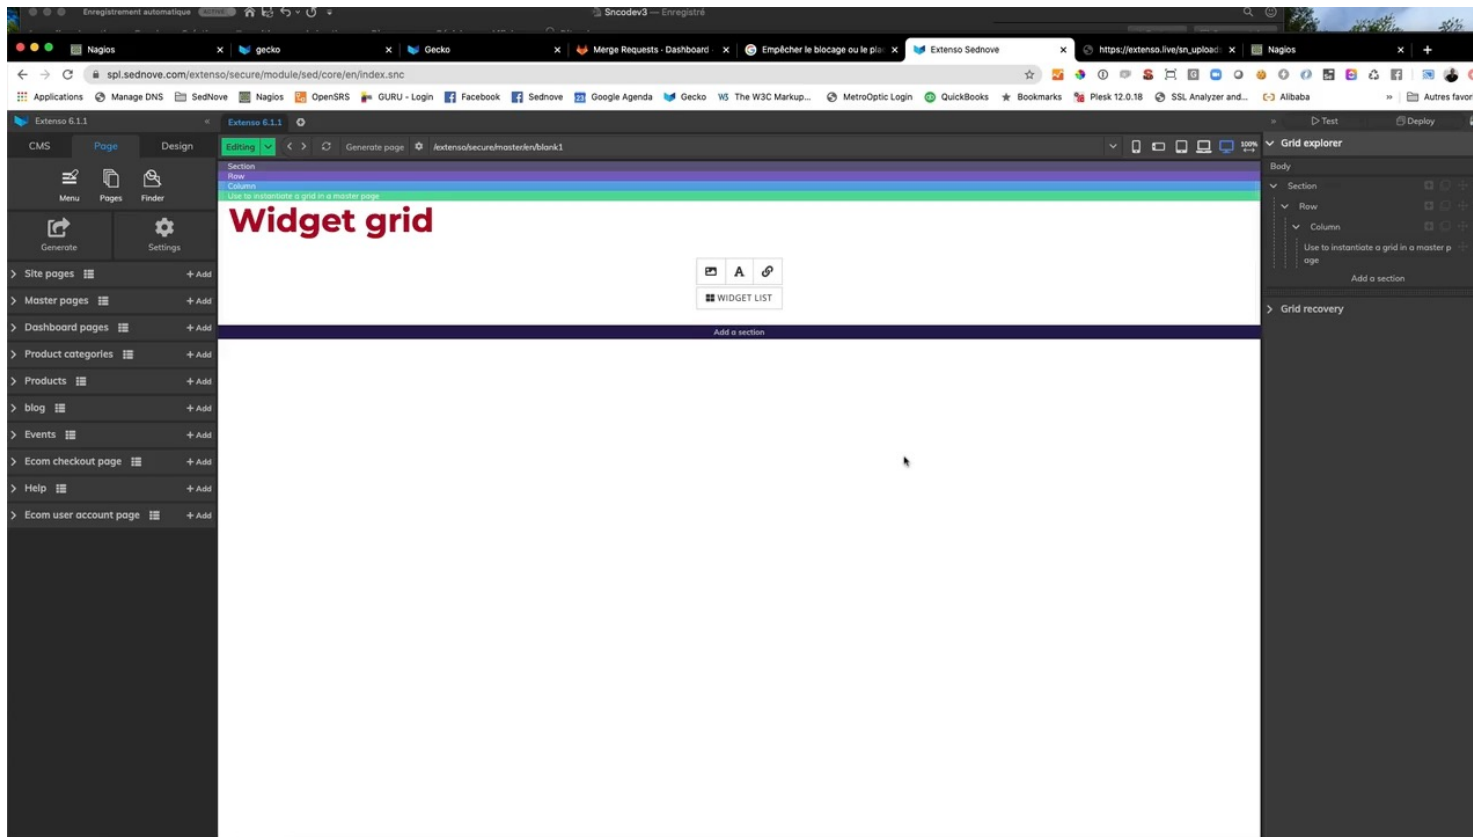 Enregistrement automatique
Sncodev3 — Enregistré
Nagios
gecko
Gecko
Merge Requests · Dashboard
Empêcher le blocage ou le pla
Extenso Sednove
https://extenso.live/sn_upload
Nagios
spl.sednove.com/extenso/secure/module/sed/core/en/index.snc
Applications
Manage DNS
SedNove
Nagios
OpenSRS
GURU - Login
Facebook
Sednove
Google Agenda
Gecko
The W3C Markup...
MetroOptic Login
QuickBooks
Bookmarks
Plesk 12.0.18
SSL Analyzer and...
Alibaba
»
Autres favor
Extenso 6.1.1
«
Extenso 6.1.1
»
Test
Deploy
CMS
Page
Design
Editing
Generate page
/extenso/secure/master/en/blank1
100%
Grid explorer
Section
Row
Column
Use to instantiate a grid in a master page
Widget grid
A
WIDGET LIST
Add a section
Menu
Pages
Finder
Generate
Settings
Site pages
+ Add
Master pages
+ Add
Dashboard pages
+ Add
Product categories
+ Add
Products
+ Add
blog
+ Add
Events
+ Add
Ecom checkout page
+ Add
Help
+ Add
Ecom user account page
+ Add
Body
Section
Row
Column
Use to instantiate a grid in a master p
age
Add a section
Grid recovery